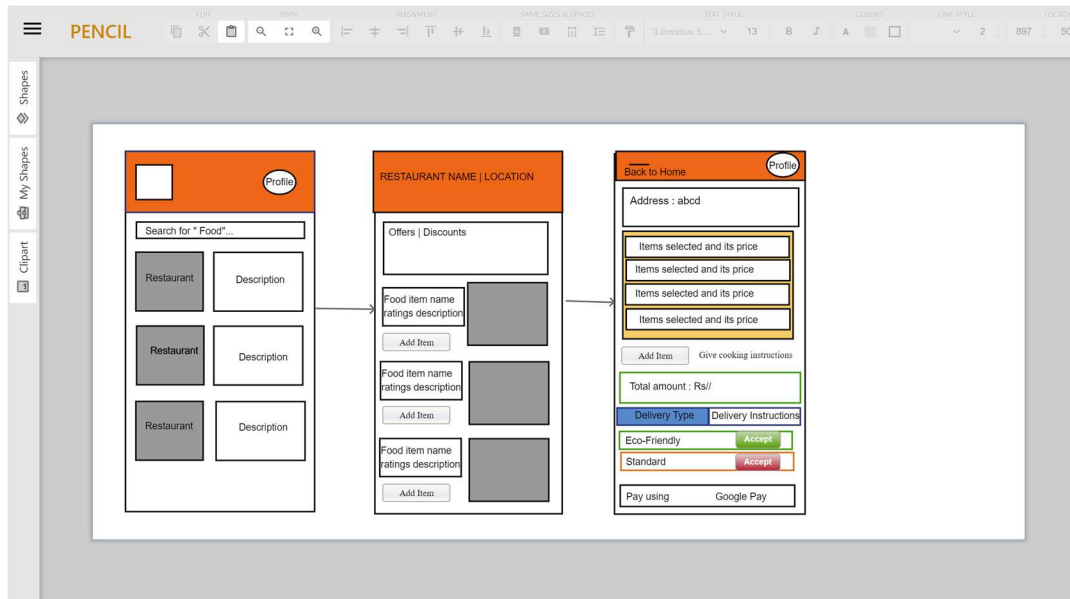 EDIT
100%
ALIGNMENT
SAME SIZES & SPACES
TEXT STYLE
COLORS
LINE STYLE
PENCIL
"Liberation S...
13
B
I
A
2
897
50
Shapes
My Shapes
Clipart
Profile
Search for " Food"...
Restaurant
Description
Restaurant
Description
Restaurant
Description
RESTAURANT NAME | LOCATION
Offers | Discounts
Food item name
ratings description
Add Item
Food item name
ratings description
Add Item
Food item name
ratings description
Add Item
Profile
Back to Home
Address : abcd
Items selected and its price
Items selected and its price
Items selected and its price
Items selected and its price
Add Item
Give cooking instructions
Total amount : Rs//
Delivery Type
Delivery Instructions
Eco-Friendly
Accept
Standard
Accept
Pay using
Google Pay